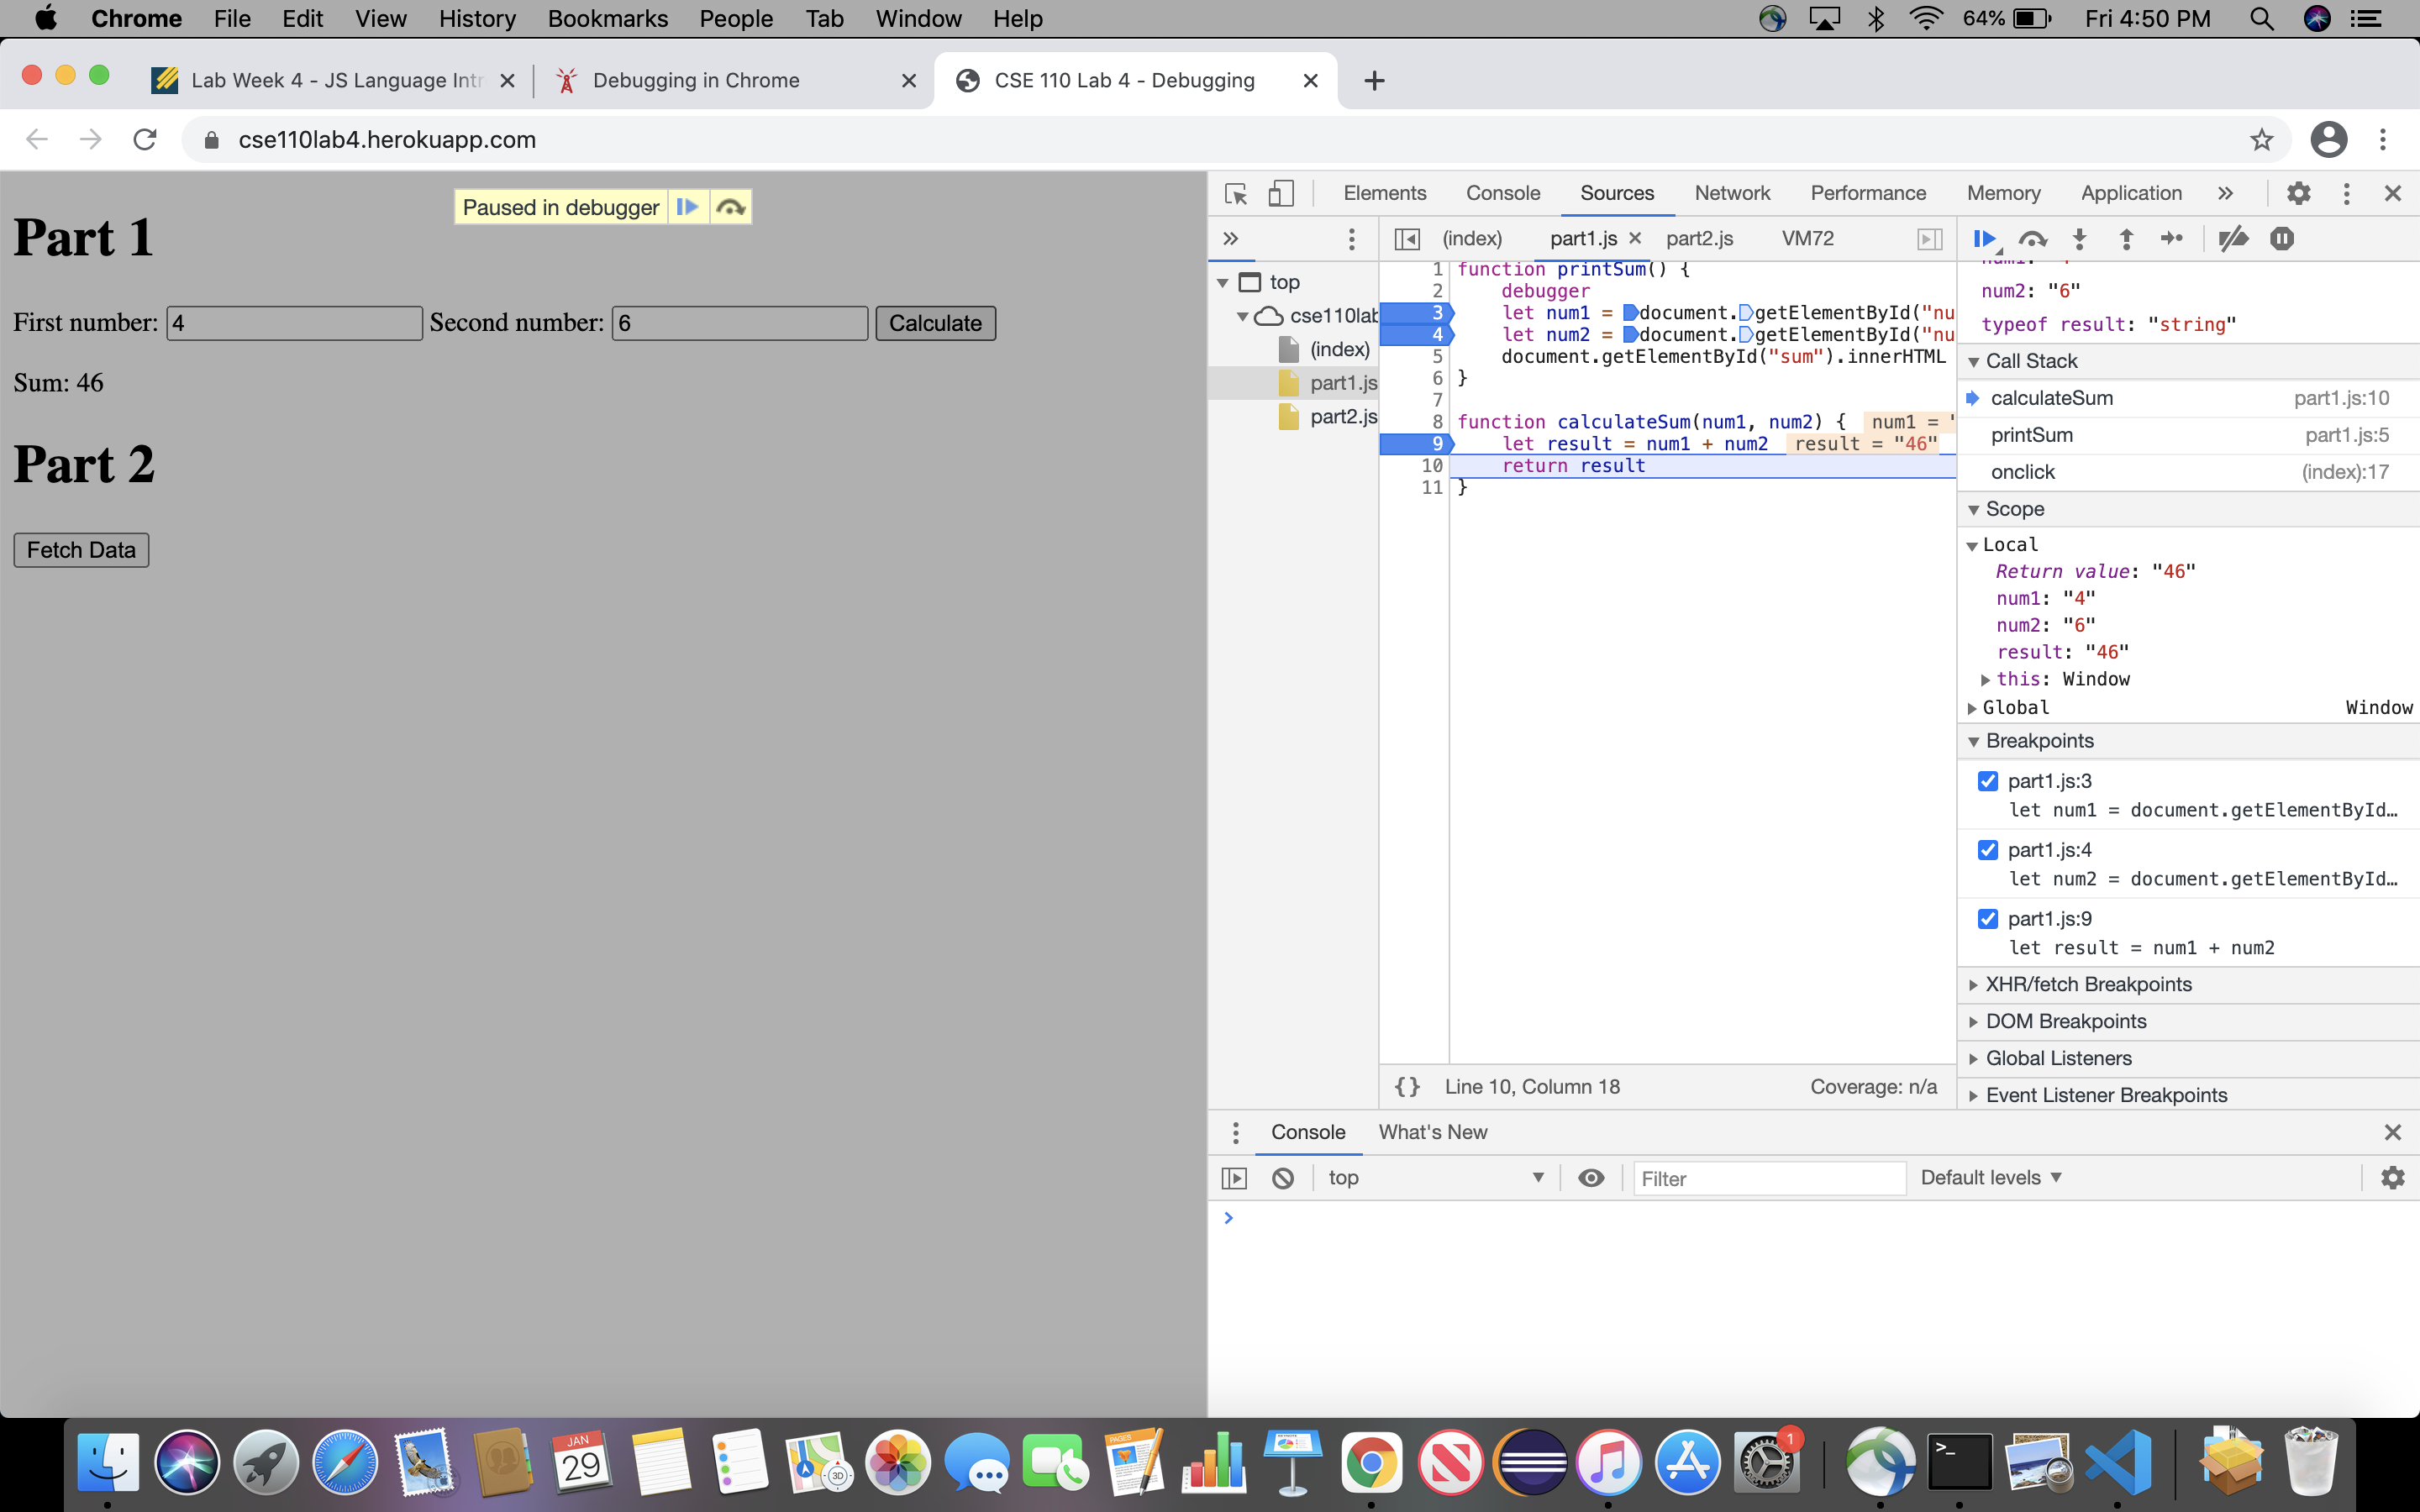 Chrome File Edit View History Bookmarks People Tab Window Help 64% Fri 4:50 PM
Lab Week 4 - JS Language Intr
Debugging in Chrome
CSE 110 Lab 4 - Debugging
cse110lab4.herokuapp.com
Paused in debugger
Part 1
First number: 4 Second number: 6 Calculate
Sum: 46
Part 2
Fetch Data
Elements Console Sources Network Performance Memory Application
(index) part1.js part2.js VM72
top
cse110lab
(index)
part1.js
part2.js
1 function printSum() {
2 debugger
3 let num1 = document.getElementById("nu
4 let num2 = document.getElementById("nu
5 document.getElementById("sum").innerHTML
6 }
7
8 function calculateSum(num1, num2) { num1 = "
9 let result = num1 + num2 result = "46"
10 return result
11 }
{} Line 10, Column 18 Coverage: n/a
num2: "6"
typeof result: "string"
Call Stack
calculateSum part1.js:10
printSum part1.js:5
onclick (index):17
Scope
Local
Return value: "46"
num1: "4"
num2: "6"
result: "46"
this: Window
Global Window
Breakpoints
part1.js:3
let num1 = document.getElementById…
part1.js:4
let num2 = document.getElementById…
part1.js:9
let result = num1 + num2
XHR/fetch Breakpoints
DOM Breakpoints
Global Listeners
Event Listener Breakpoints
Console What's New
top Filter Default levels
JAN
29
PAGES
3D
1
>_